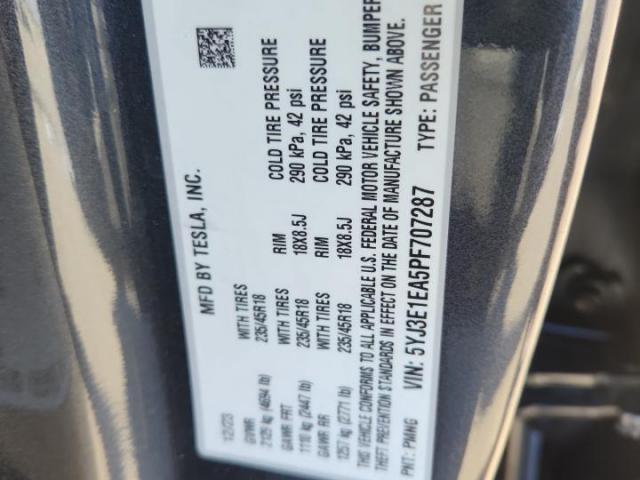 MFD BY TESLA, INC.
12/23
GVWR WITH TIRES RIM COLD TIRE PRESSURE
2129 kg (4694 lb) 235/45R18 18X8.5J 290 kPa, 42 psi
GAWR FRT WITH TIRES RIM COLD TIRE PRESSURE
1110 kg (2447 lb) 235/45R18 18X8.5J 290 kPa, 42 psi
GAWR RR WITH TIRES
1257 kg (2771 lb) 235/45R18
THIS VEHICLE CONFORMS TO ALL APPLICABLE U.S. FEDERAL MOTOR VEHICLE SAFETY, BUMPER
PREVENTION STANDARDS IN EFFECT ON THE DATE OF MANUFACTURE SHOWN ABOVE.
VIN: 5YJ3E1EA5PF707287 TYPE: PASSENGER
PNT: PMNG